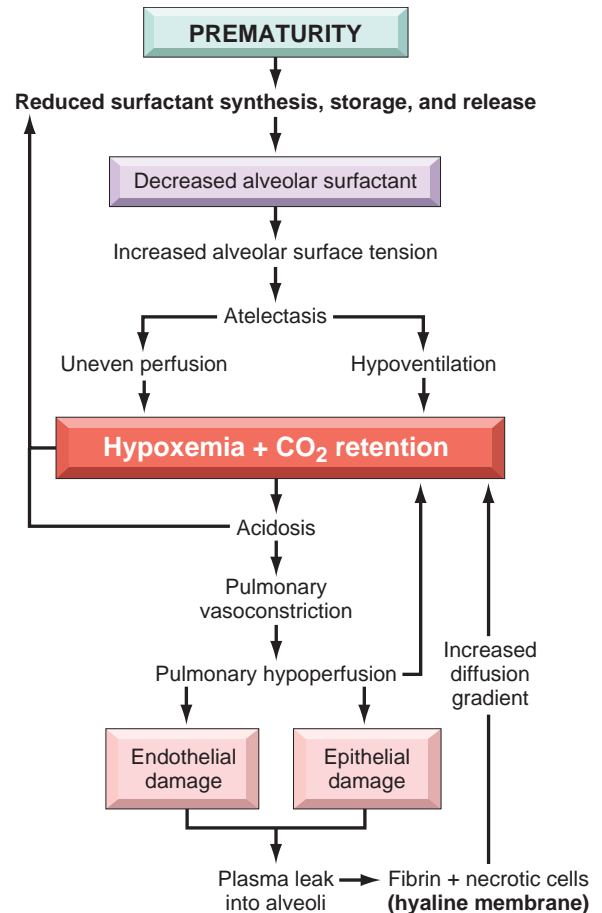 PREMATURITY
Reduced surfactant synthesis, storage, and release
Decreased alveolar surfactant
Increased alveolar surface tension
Atelectasis
Uneven perfusion
Hypoventilation
Hypoxemia + CO₂ retention
Acidosis
Pulmonary
vasoconstriction
Pulmonary hypoperfusion
Increased
diffusion
gradient
Endothelial
damage
Epithelial
damage
Plasma leak
into alveoli
Fibrin + necrotic cells
(hyaline membrane)